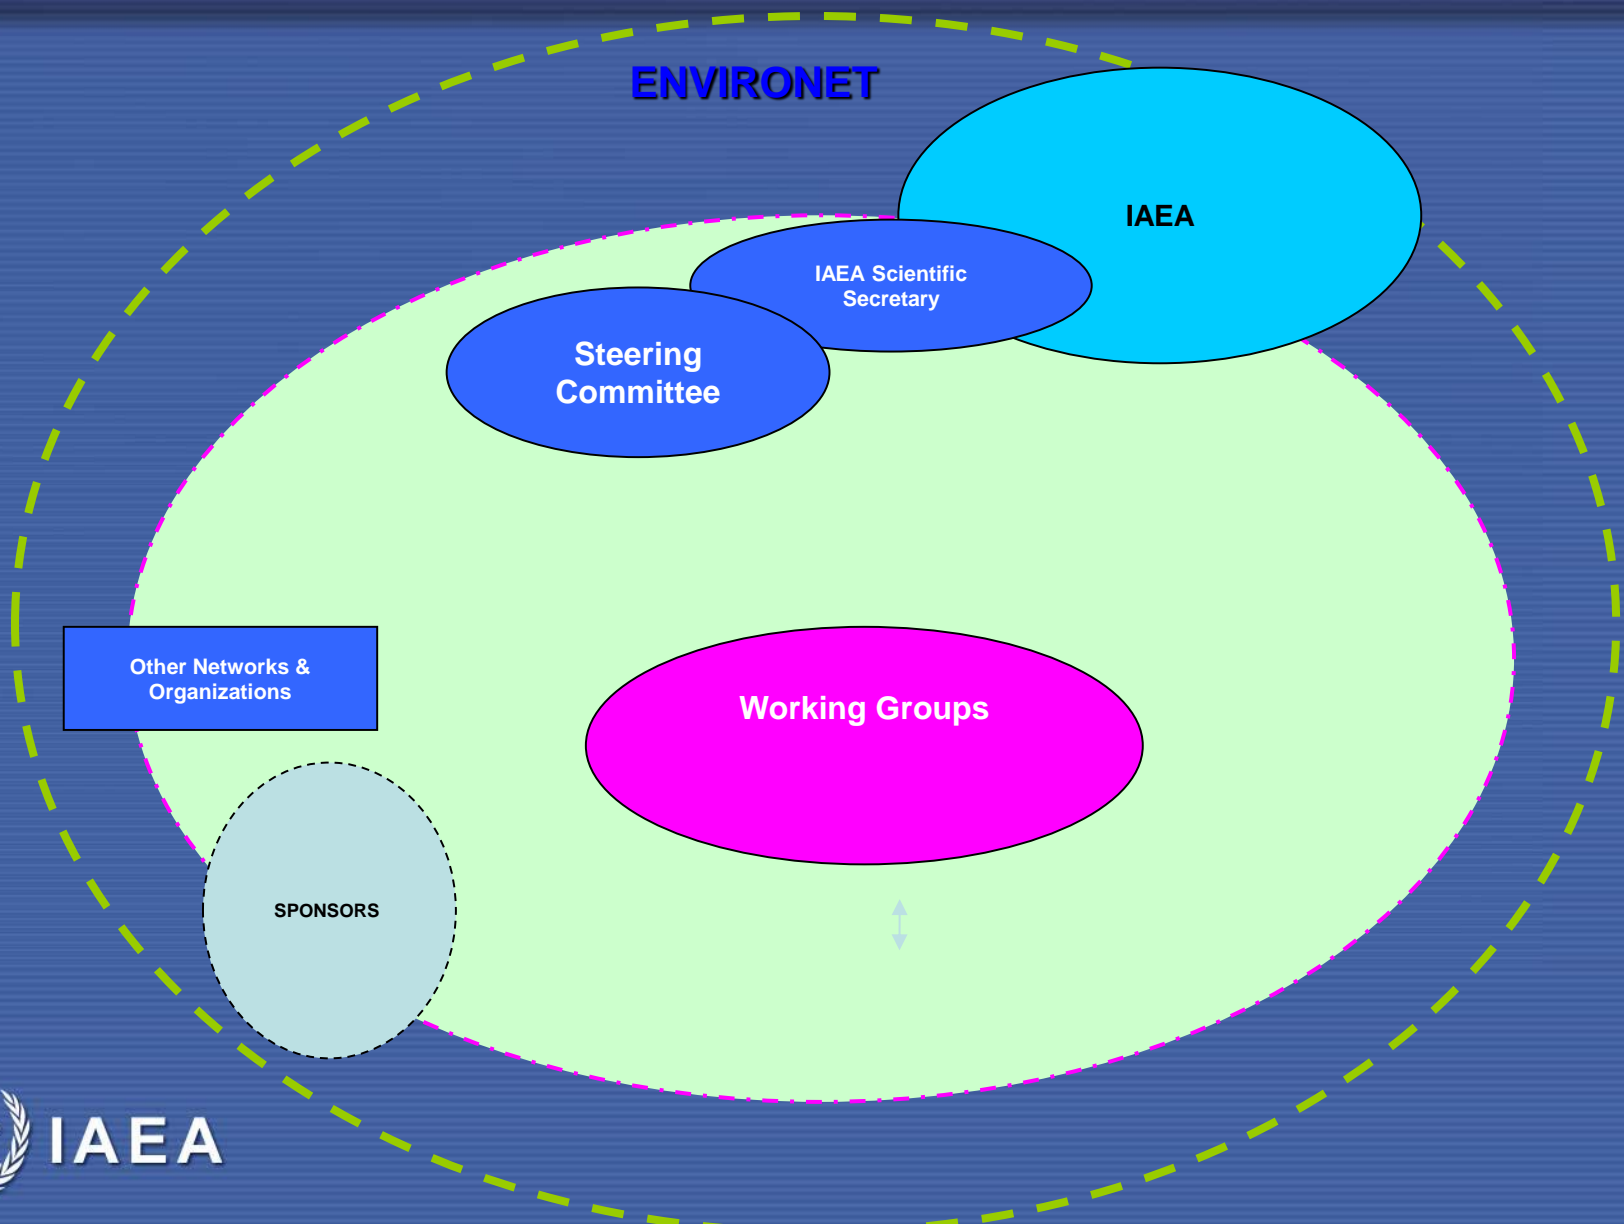 ENVIRONET
IAEA
IAEA Scientific
Secretary
Steering
Committee
Other Networks &
Organizations
Working Groups
SPONSORS
IAEA